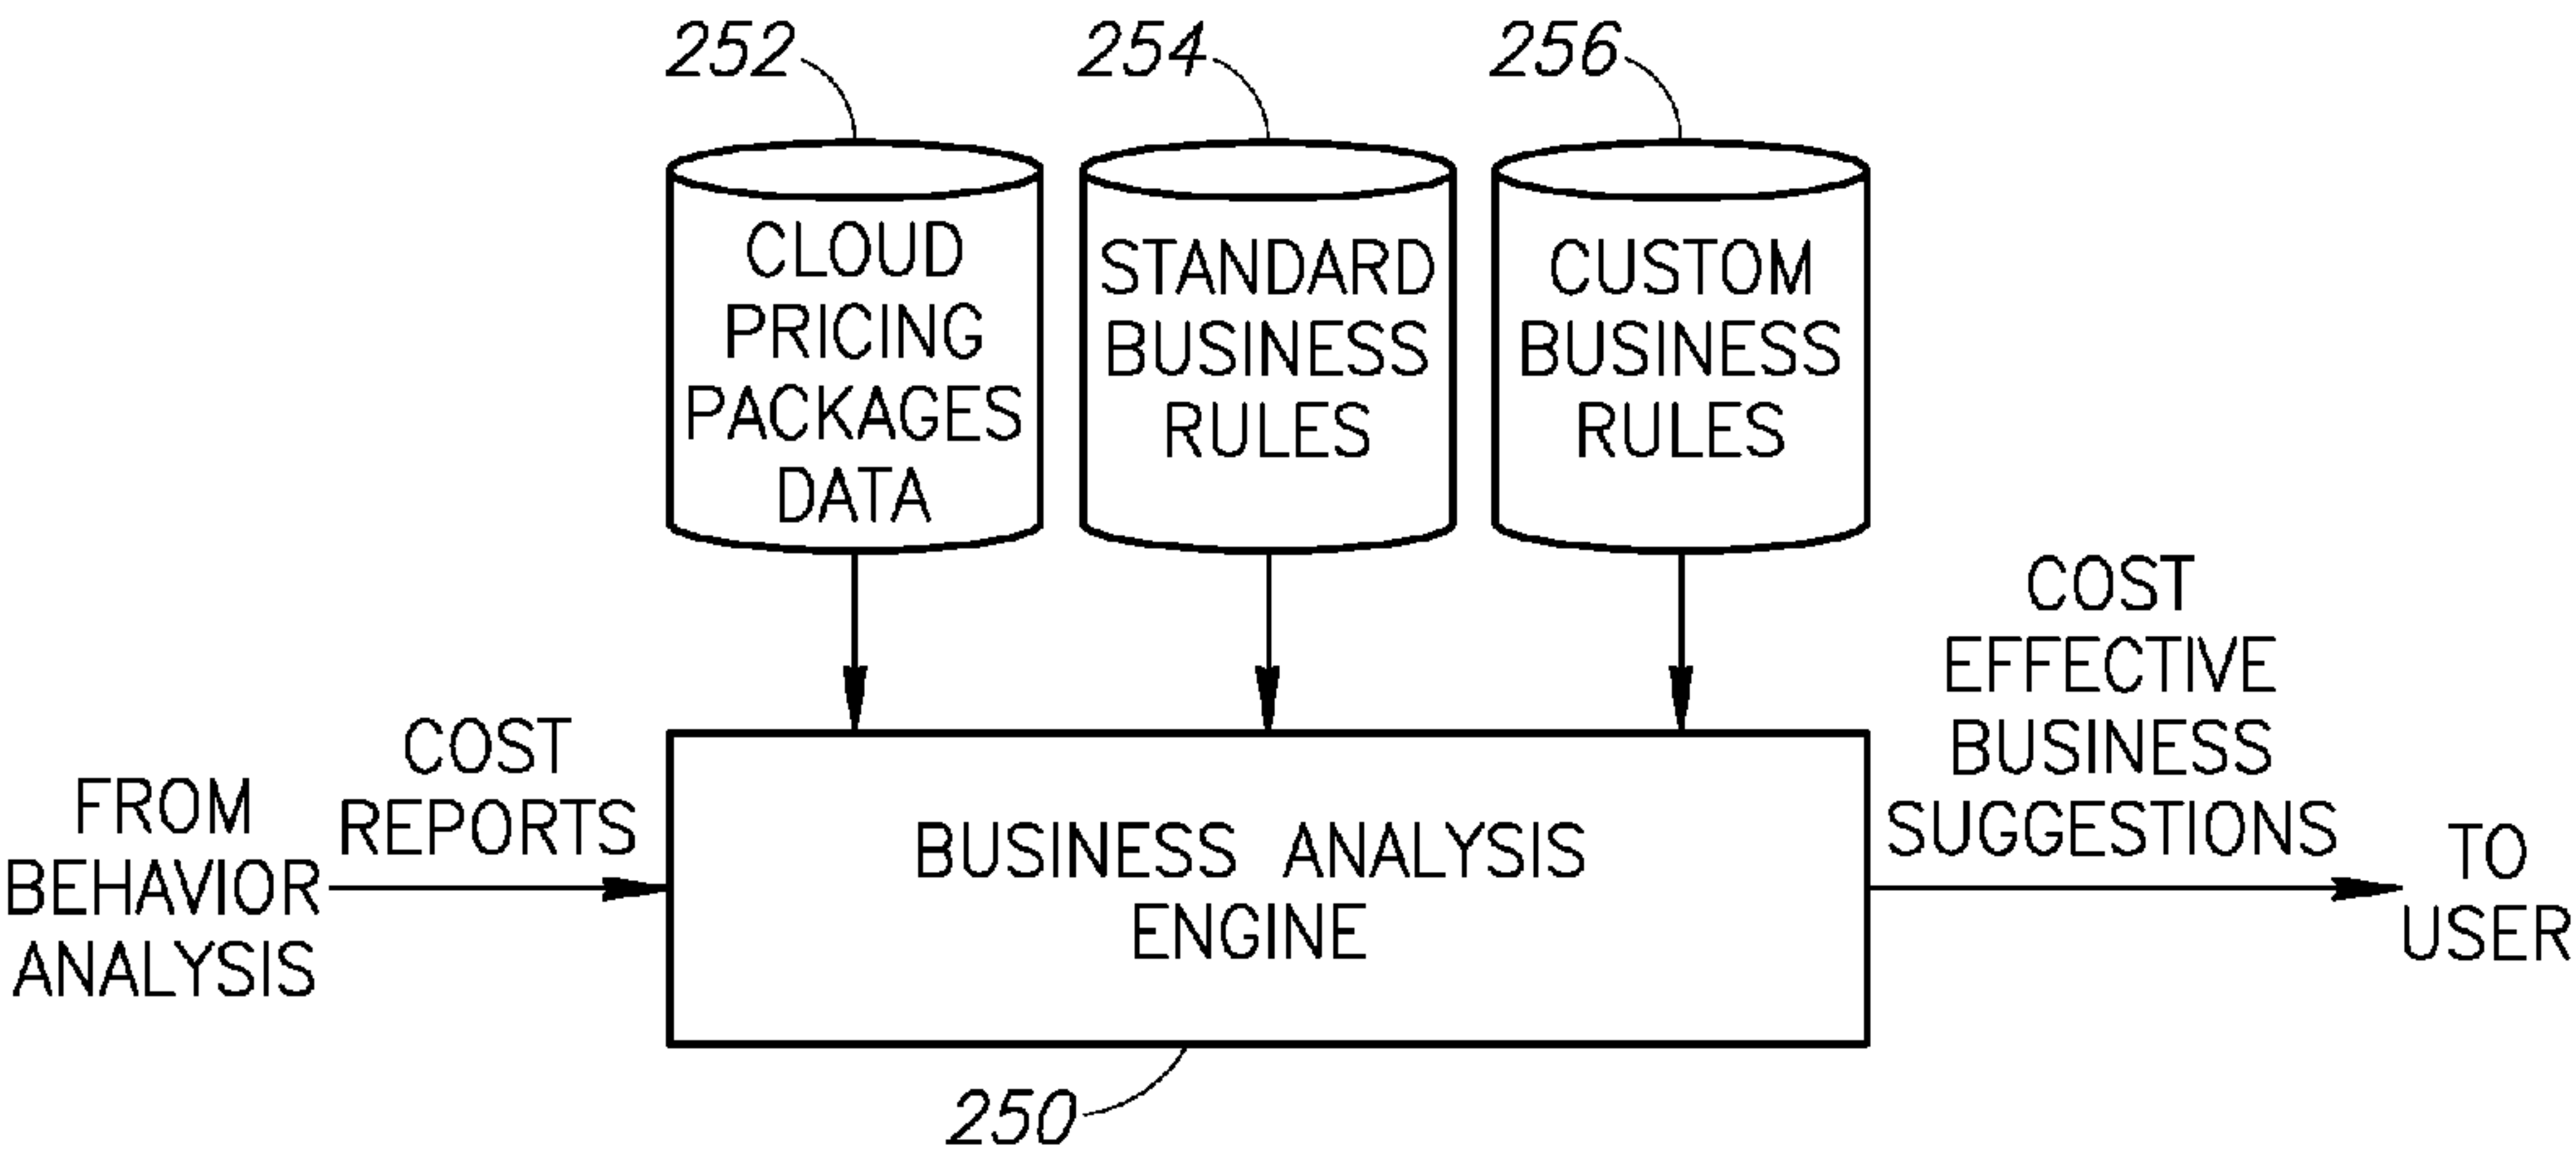 252
254
256
CLOUD
PRICING
PACKAGES
DATA
STANDARD
BUSINESS
RULES
CUSTOM
BUSINESS
RULES
FROM
BEHAVIOR
ANALYSIS
COST
REPORTS
BUSINESS ANALYSIS
ENGINE
COST
EFFECTIVE
BUSINESS
SUGGESTIONS
TO
USER
250